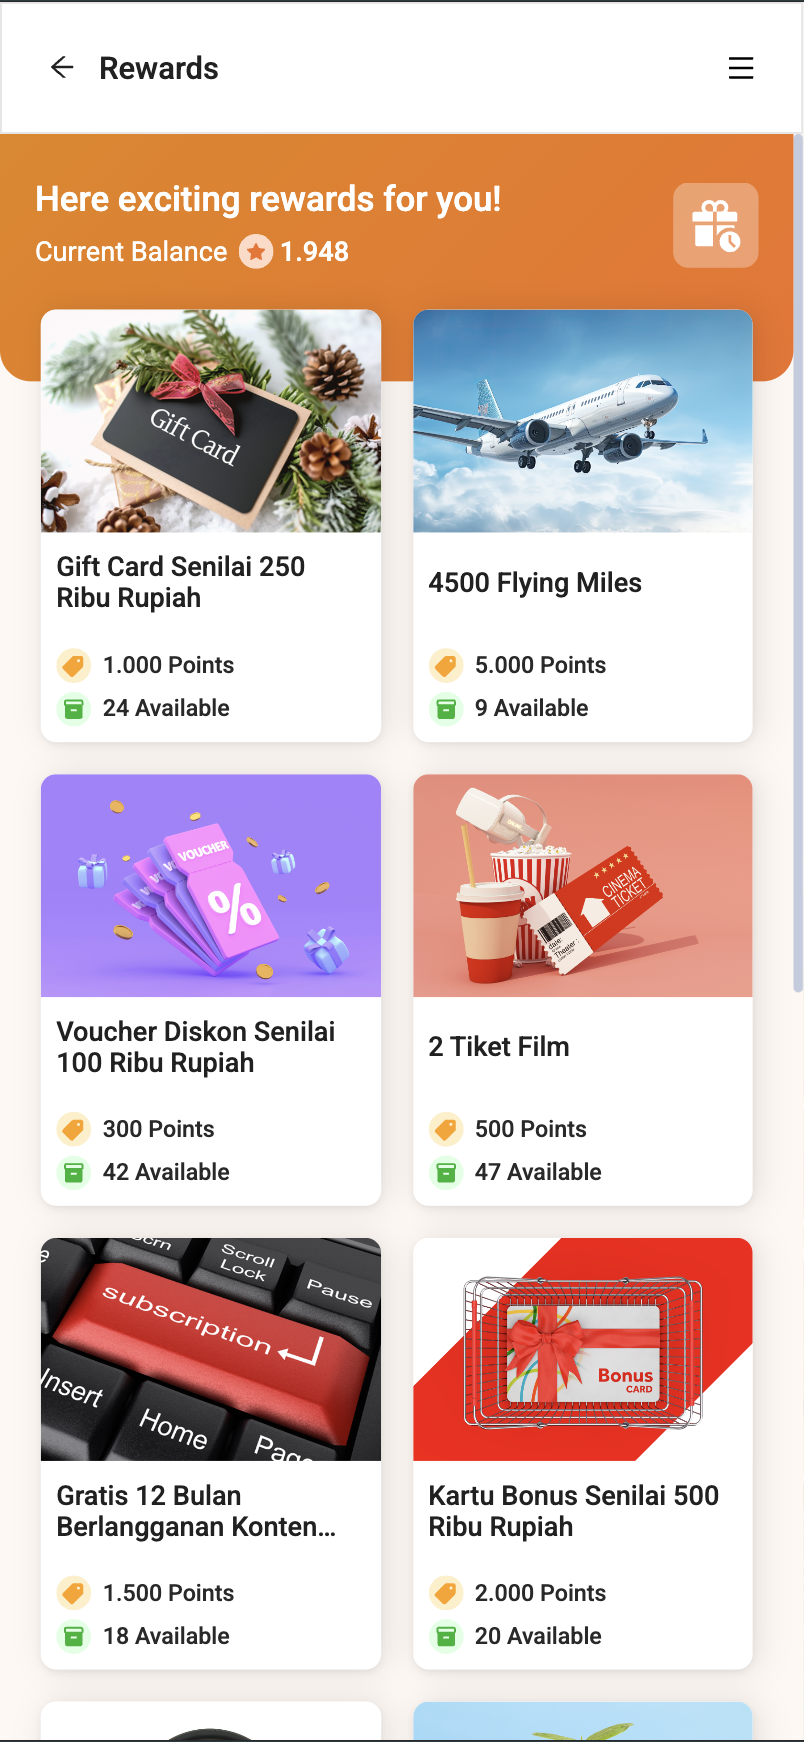 Rewards
Here exciting rewards for you!
Current Balance 1.948
Gift Card
Gift Card Senilai 250
Ribu Rupiah
1.000 Points
24 Available
4500 Flying Miles
5.000 Points
9 Available
VOUCHER
%
Voucher Diskon Senilai
100 Ribu Rupiah
300 Points
42 Available
CINEMA
TICKET
date:
Theater:
2 Tiket Film
500 Points
47 Available
Scroll
Lock
Pause
subscription
Insert
Home
Gratis 12 Bulan
Berlangganan Konten...
1.500 Points
18 Available
Bonus
CARD
Kartu Bonus Senilai 500
Ribu Rupiah
2.000 Points
20 Available